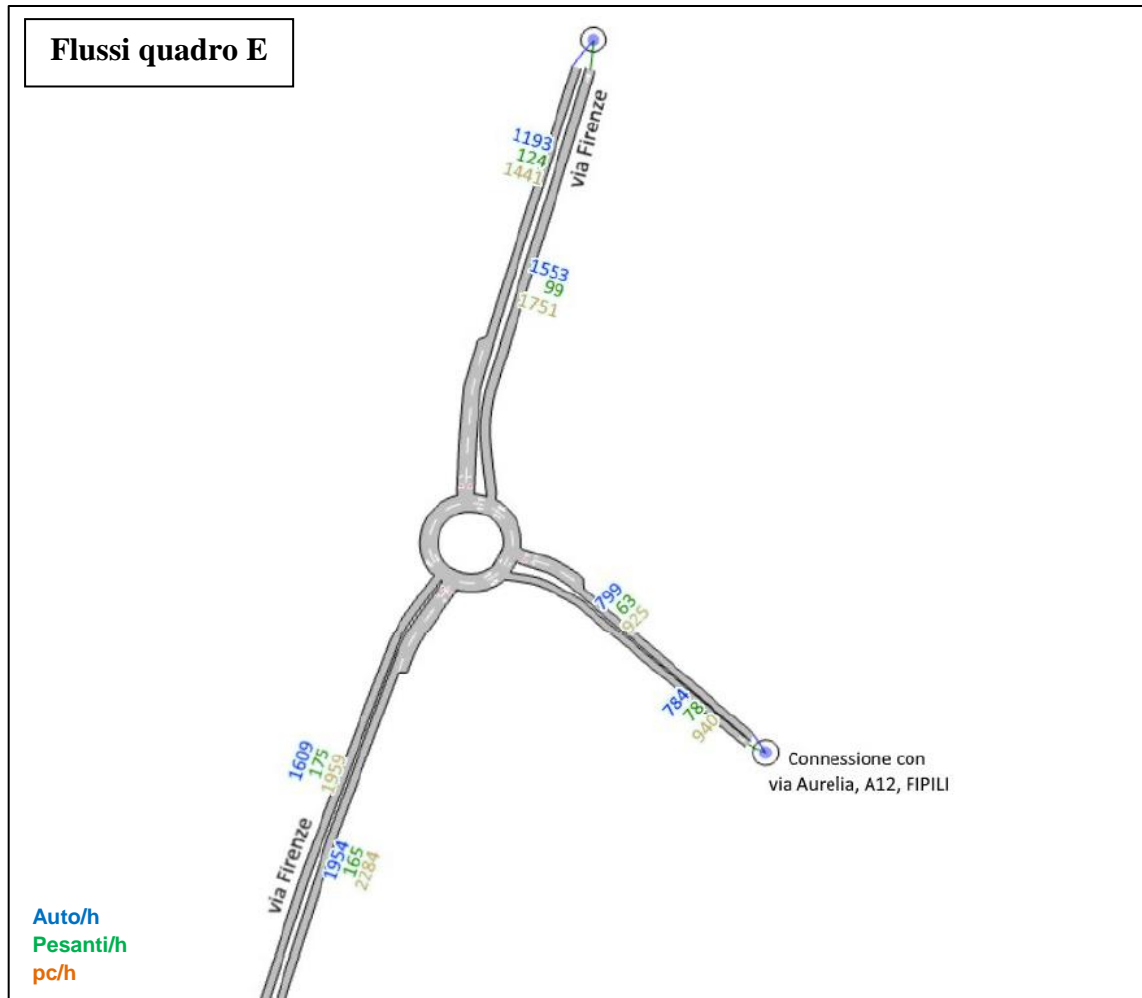 Flussi quadro E
1193
124
1441
via Firenze
1553
99
1751
799
63
925
784
78
940
Connessione con
via Aurelia, A12, FIPILI
1609
175
1959
via Firenze
1954
165
2284
Auto/h
Pesanti/h
pc/h